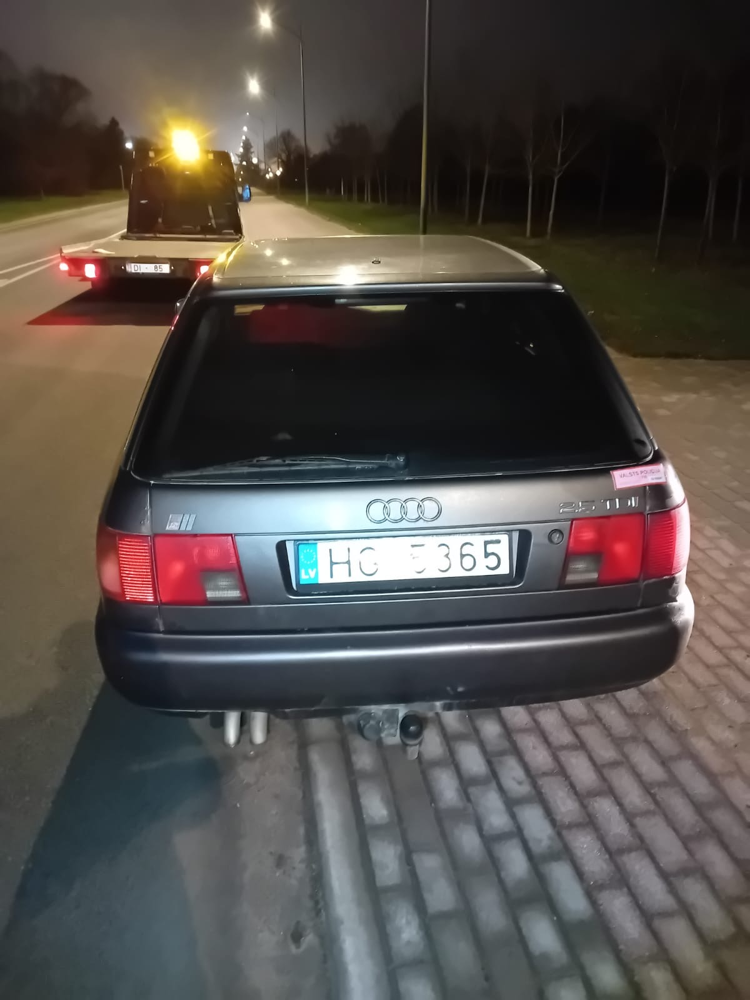 DI - 85
VALSTS POLICIJA
2.5 TDI
LV HG 5365